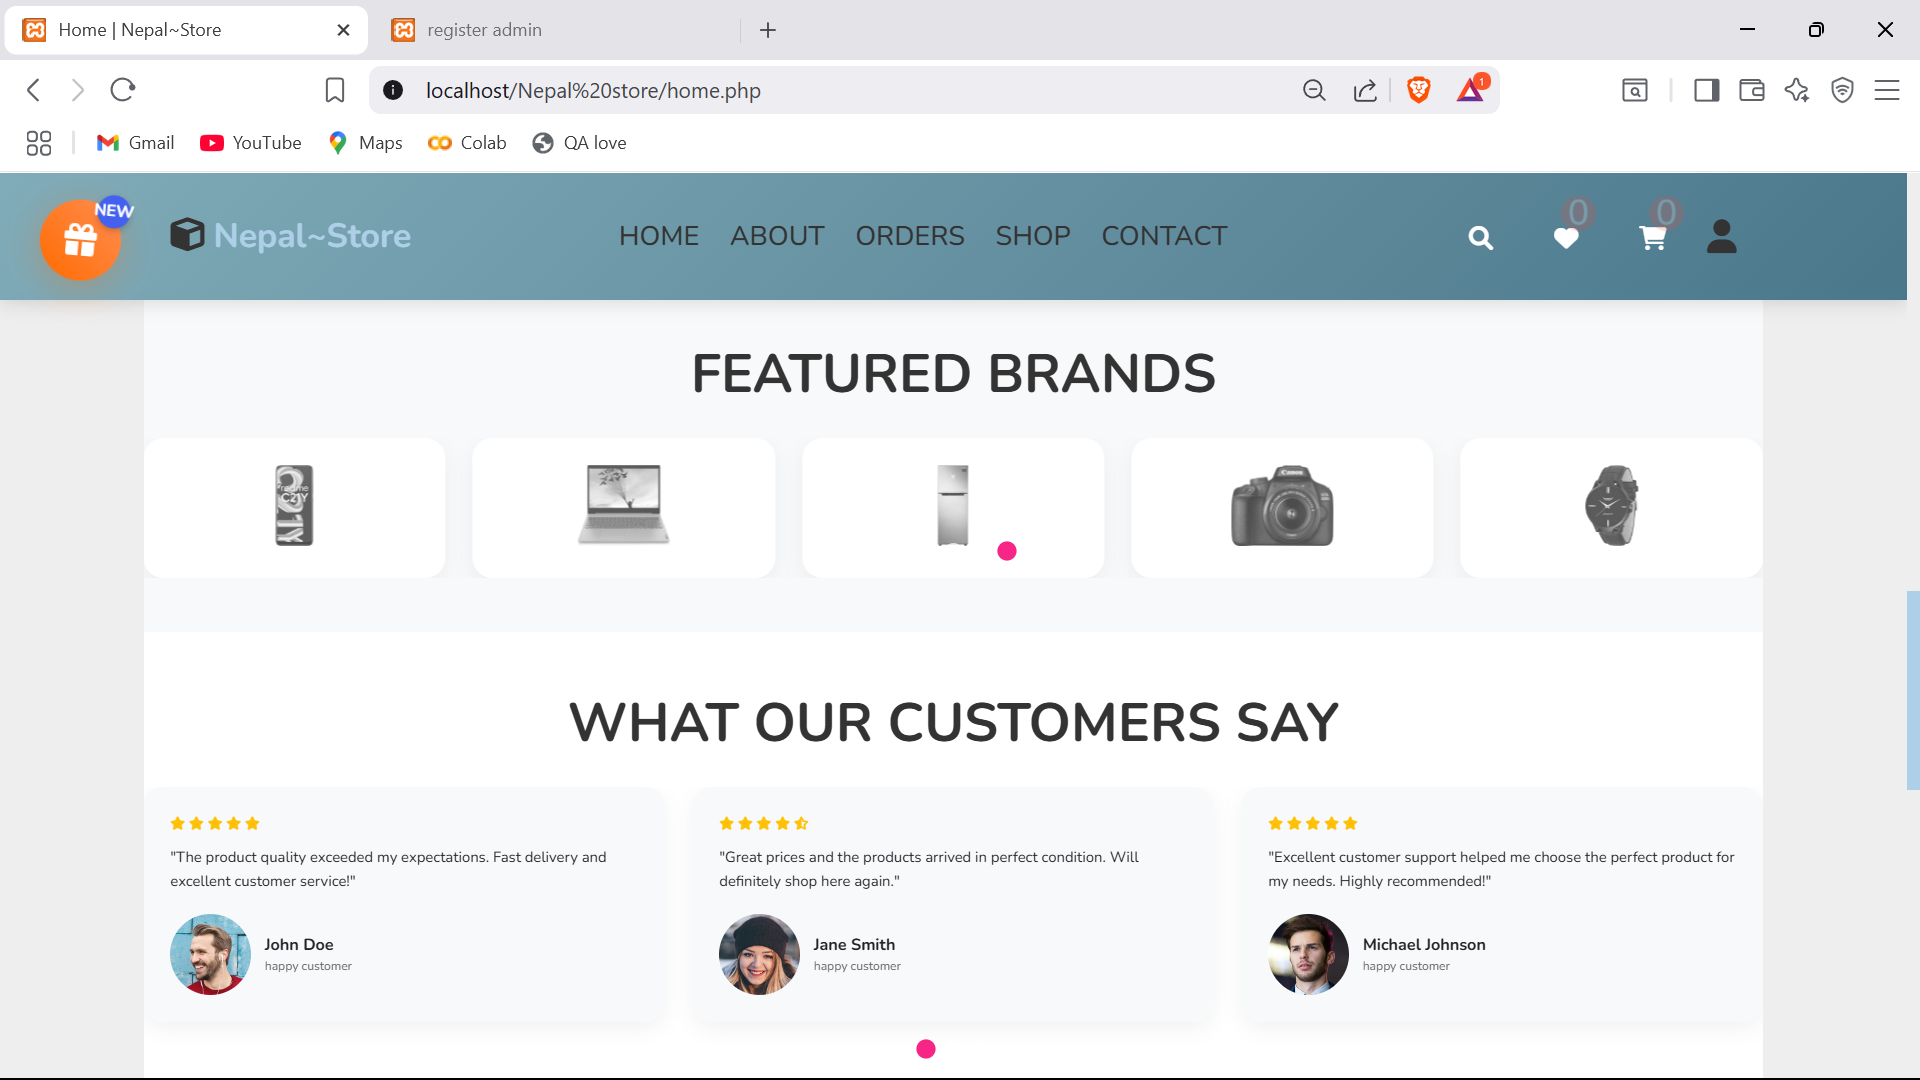 Home | Nepal~Store
register admin
localhost/Nepal%20store/home.php
1
Gmail
YouTube
Maps
Colab
QA love
NEW
Nepal~Store
HOME
ABOUT
ORDERS
SHOP
CONTACT
0
0
FEATURED BRANDS
realme
C21Y
Canon
WHAT OUR CUSTOMERS SAY
"The product quality exceeded my expectations. Fast delivery and
excellent customer service!"
John Doe
happy customer
"Great prices and the products arrived in perfect condition. Will
definitely shop here again."
Jane Smith
happy customer
"Excellent customer support helped me choose the perfect product for
my needs. Highly recommended!"
Michael Johnson
happy customer